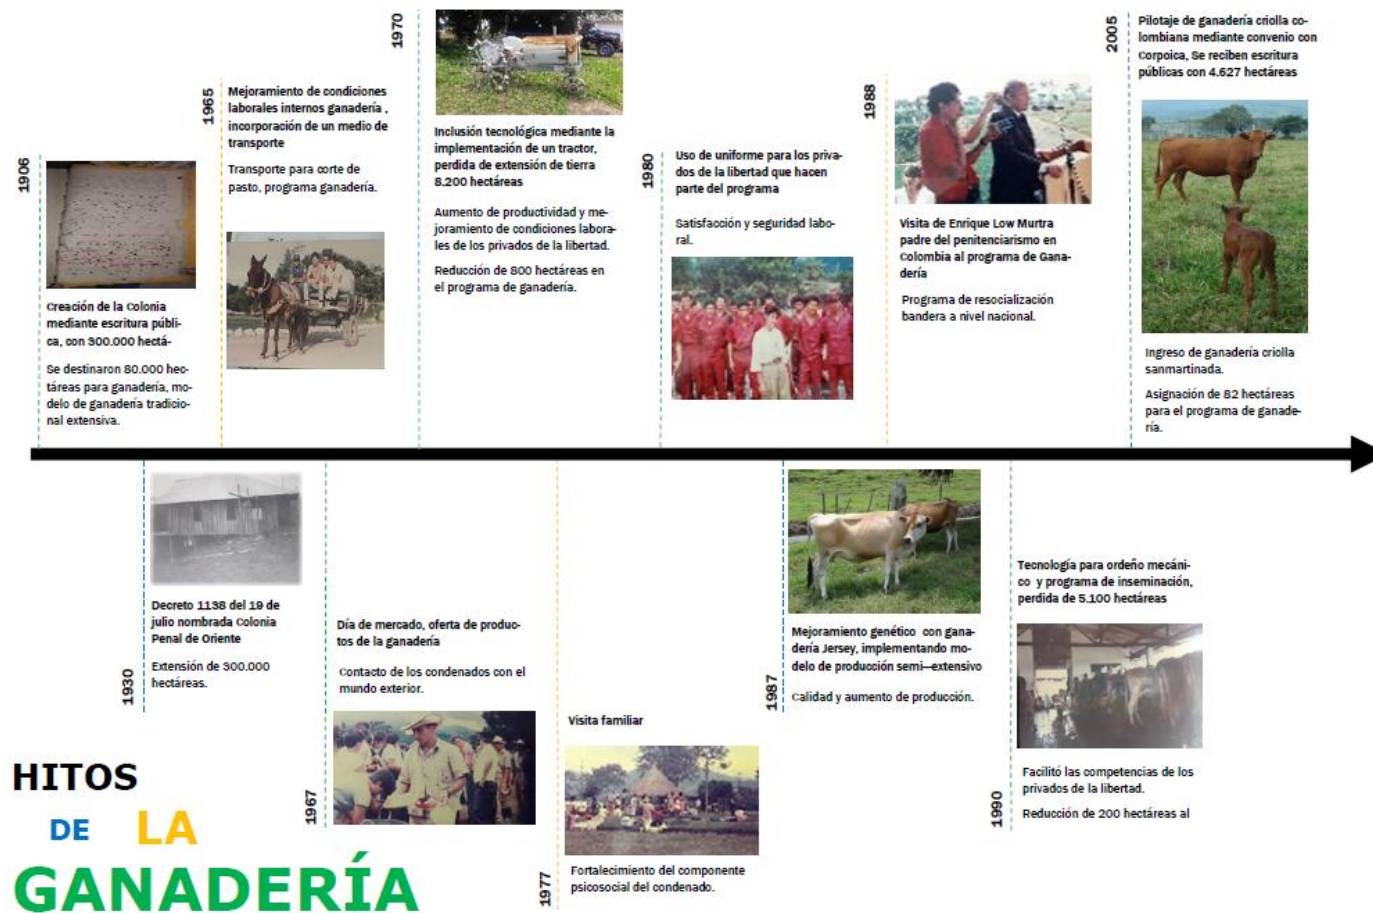 1906
Creación de la Colonia
mediante escritura públi-
ca, con 300.000 hectá-
Se destinaron 80.000 hec-
táreas para ganadería, mo-
delo de ganadería tradicio-
nal extensiva.
1930
Decreto 1138 del 19 de
julio nombrada Colonia
Penal de Oriente
Extensión de 300.000
hectáreas.
1965
Mejoramiento de condiciones
laborales internos ganadería ,
incorporación de un medio de
transporte
Transporte para corte de
pasto, programa ganadería.
1967
Día de mercado, oferta de produc-
tos de la ganadería
Contacto de los condenados con el
mundo exterior.
1970
Inclusión tecnológica mediante la
implementación de un tractor,
perdida de extensión de tierra
8.200 hectáreas
Aumento de productividad y me-
joramiento de condiciones labora-
les de los privados de la libertad.
Reducción de 800 hectáreas en
el programa de ganadería.
1977
Visita familiar
Fortalecimiento del componente
psicosocial del condenado.
1980
Uso de uniforme para los priva-
dos de la libertad que hacen
parte del programa
Satisfacción y seguridad labo-
ral.
1987
Mejoramiento genético con gana-
dería Jersey, implementando mo-
delo de producción semi—extensivo
Calidad y aumento de producción.
1988
Visita de Enrique Low Murtra
padre del penitenciarismo en
Colombia al programa de Gana-
dería
Programa de resocialización
bandera a nivel nacional.
1990
Tecnología para ordeño mecáni-
co y programa de inseminación,
perdida de 5.100 hectáreas
Facilitó las competencias de los
privados de la libertad.
Reducción de 200 hectáreas al
2005
Pilotaje de ganadería criolla co-
lombiana mediante convenio con
Corpoica, Se reciben escritura
públicas con 4.627 hectáreas
Ingreso de ganadería criolla
sanmartinada.
Asignación de 82 hectáreas
para el programa de ganade-
ría.
HITOS
DE LA
GANADERÍA